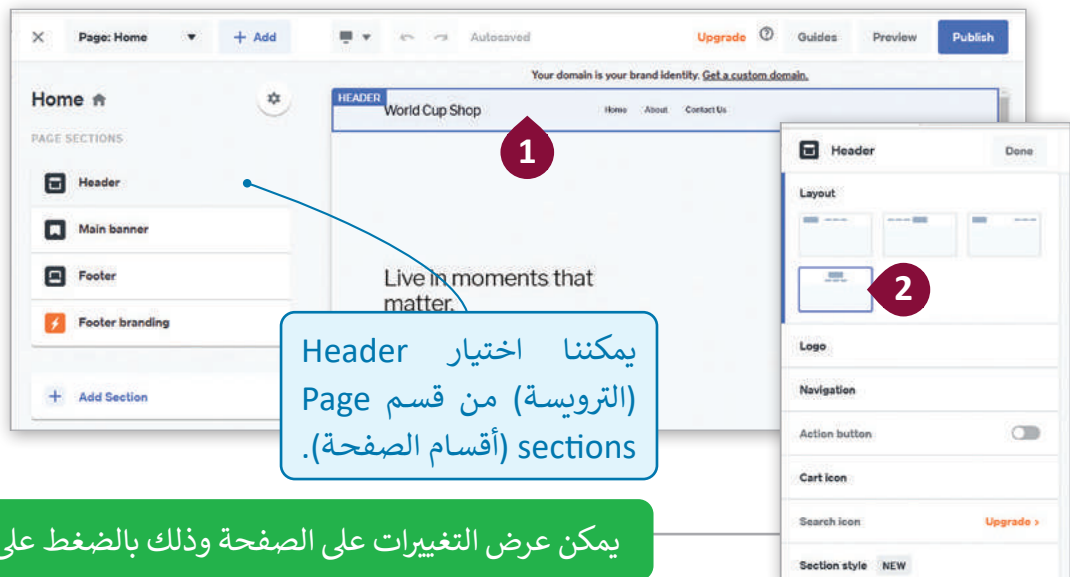 Page: Home
+ Add
Autosaved
Upgrade
Guides
Preview
Publish
Your domain is your brand identity. Get a custom domain.
Home
PAGE SECTIONS
Header
Main banner
Footer
Footer branding
+ Add Section
HEADER
World Cup Shop
Home About Contact Us
1
Live in moments that
matter.
يمكننا اختيار Header
(الترويسة) من قسم Page
sections (أقسام الصفحة).
Header
Done
Layout
2
Logo
Navigation
Action button
Cart icon
Search icon
Upgrade >
Section style NEW
يمكن عرض التغييرات على الصفحة وذلك بالضغط على